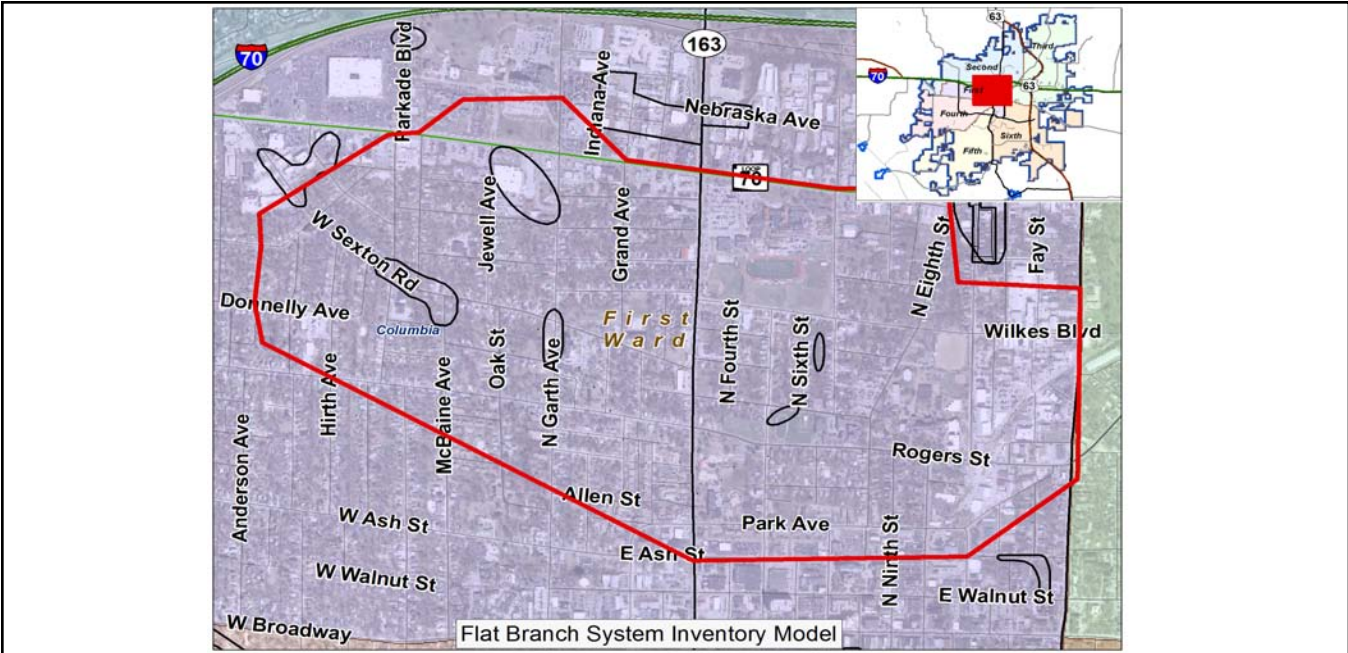 70
Parkade Blvd
163
Indiana Ave
Nebraska Ave
63
Third
Second
70
First
63
Fourth
Sixth
Fifth
LOOP
70
W Sexton Rd
Jewell Ave
Grand Ave
N Eighth St
Fay St
Donnelly Ave
Columbia
First
Ward
N Fourth St
N Sixth St
Wilkes Blvd
Hirth Ave
McBaine Ave
Oak St
N Garth Ave
Anderson Ave
Rogers St
Allen St
W Ash St
Park Ave
E Ash St
N Ninth St
W Walnut St
E Walnut St
W Broadway
Flat Branch System Inventory Model